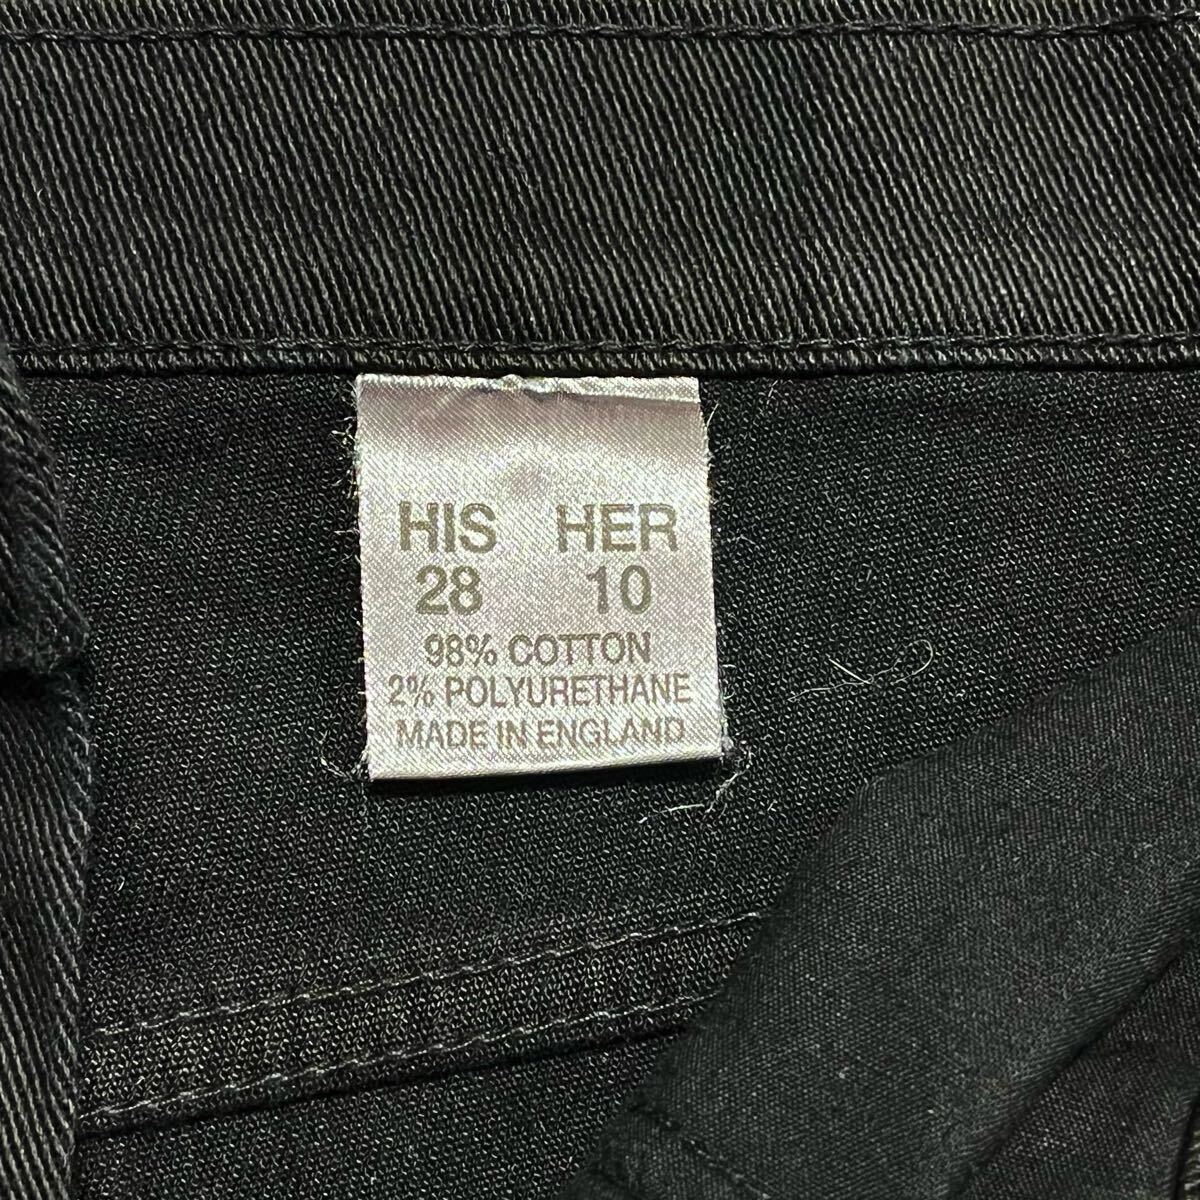 HIS HER
28 10
98% COTTON
2% POLYURETHANE
MADE IN ENGLAND